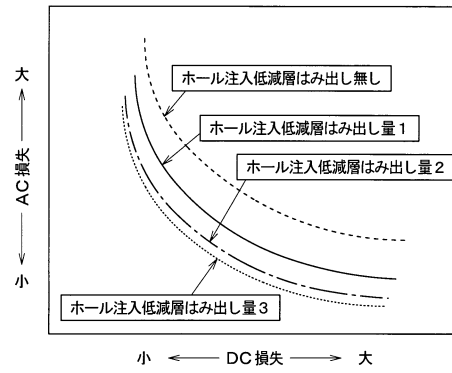 ホール注入低減層はみ出し無し
ホール注入低減層はみ出し量1
ホール注入低減層はみ出し量2
ホール注入低減層はみ出し量3
大
AC損失
小
小 DC損失 大